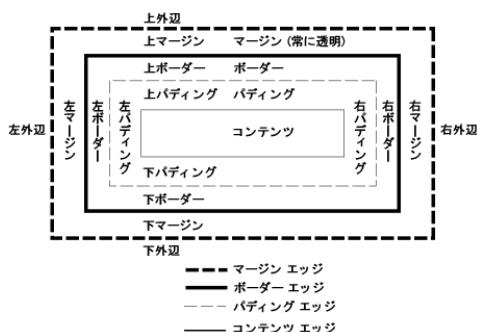 上外辺
上マージン マージン (常に透明)
上ボーダー ボーダー
上パディング パディング
左外辺
左マージン
左ボーダー
左パディング
コンテンツ
右パディング
右ボーダー
右マージン
右外辺
下パディング
下ボーダー
下マージン
下外辺
マージン エッジ
ボーダー エッジ
パディング エッジ
コンテンツ エッジ